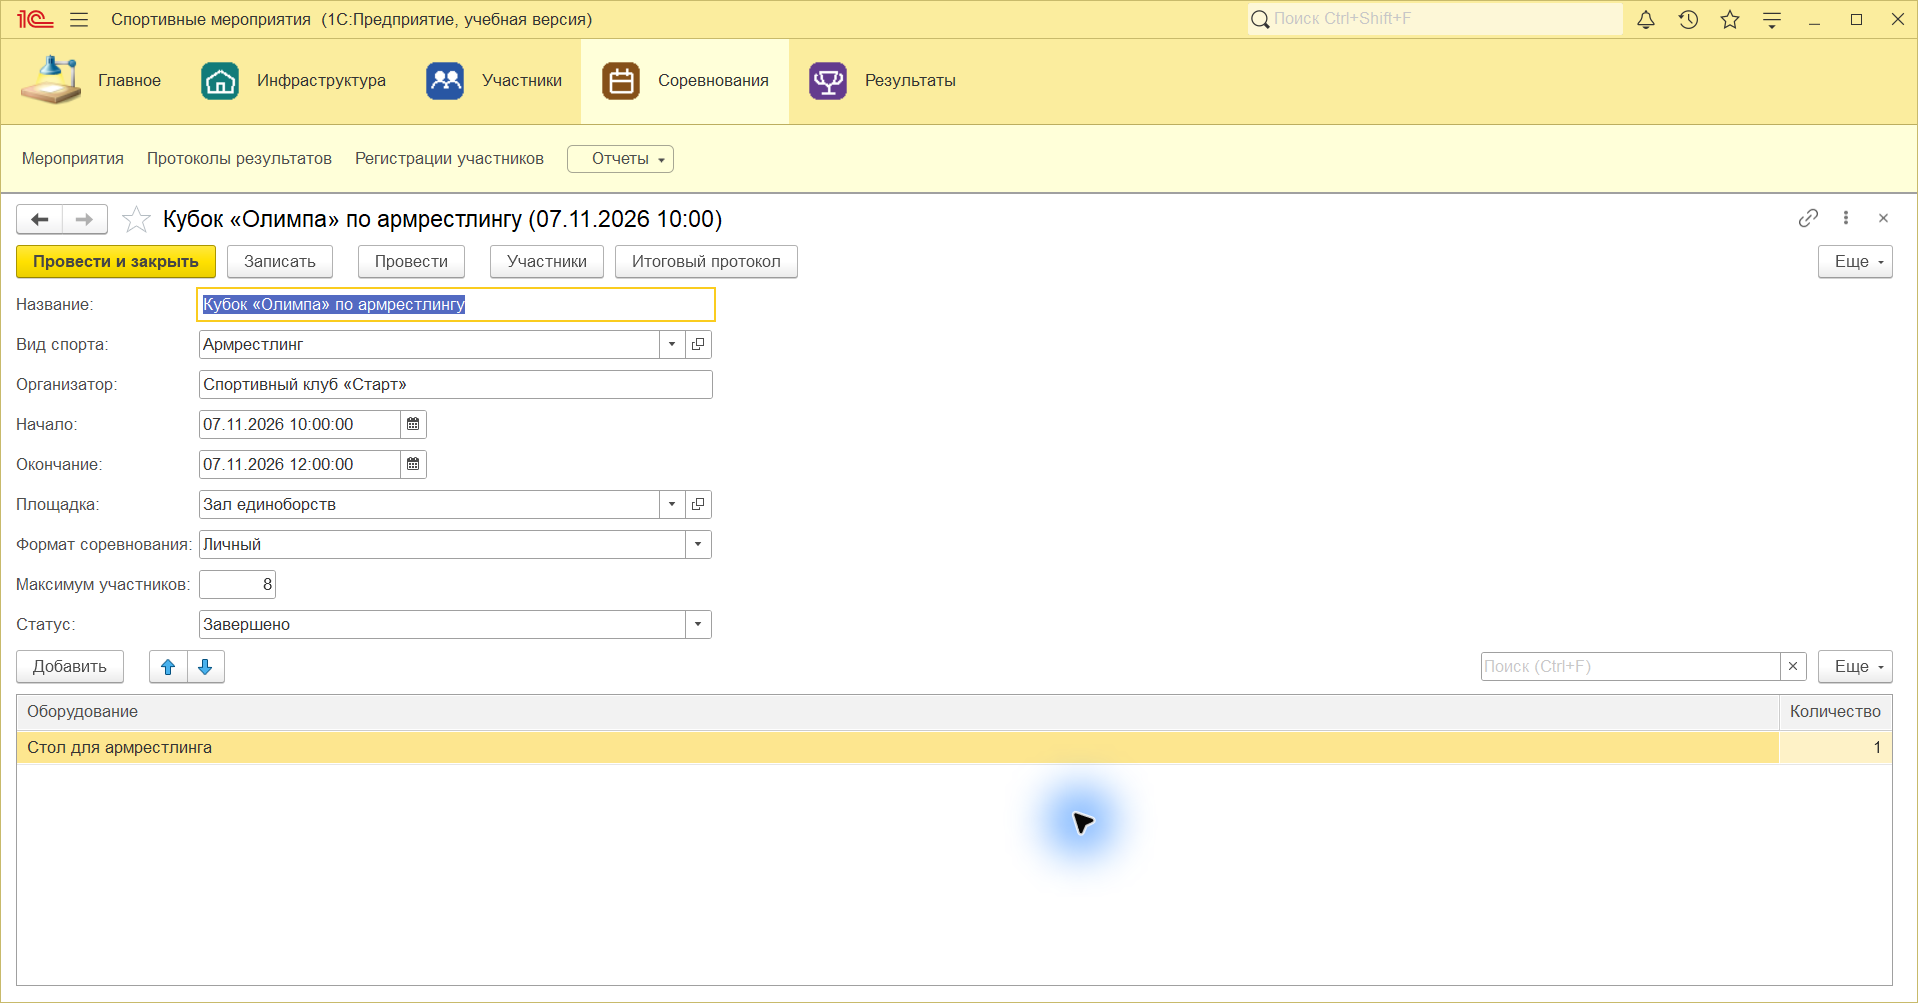 1С Спортивные мероприятия (1С:Предприятие, учебная версия) Поиск Ctrl+Shift+F
Главное Инфраструктура Участники Соревнования Результаты
Мероприятия Протоколы результатов Регистрации участников Отчеты
Кубок «Олимпа» по армрестлингу (07.11.2026 10:00)
Провести и закрыть Записать Провести Участники Итоговый протокол Еще
Название: Кубок «Олимпа» по армрестлингу
Вид спорта: Армрестлинг
Организатор: Спортивный клуб «Старт»
Начало: 07.11.2026 10:00:00
Окончание: 07.11.2026 12:00:00
Площадка: Зал единоборств
Формат соревнования: Личный
Максимум участников: 8
Статус: Завершено
Добавить Поиск (Ctrl+F) Еще
Оборудование Количество
Стол для армрестлинга 1